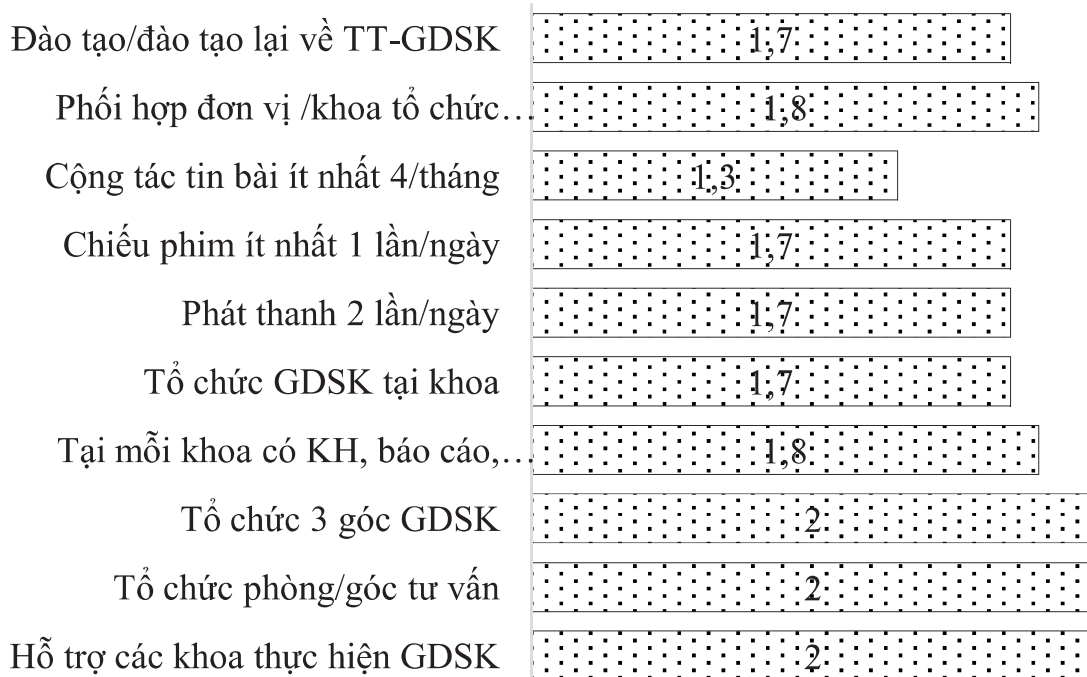 Đào tạo/đào tạo lại về TT-GDSK 1,7
Phối hợp đơn vị /khoa tổ chức… 1,8
Cộng tác tin bài ít nhất 4/tháng 1,3
Chiếu phim ít nhất 1 lần/ngày 1,7
Phát thanh 2 lần/ngày 1,7
Tổ chức GDSK tại khoa 1,7
Tại mỗi khoa có KH, báo cáo,… 1,8
Tổ chức 3 góc GDSK 2
Tổ chức phòng/góc tư vấn 2
Hỗ trợ các khoa thực hiện GDSK 2